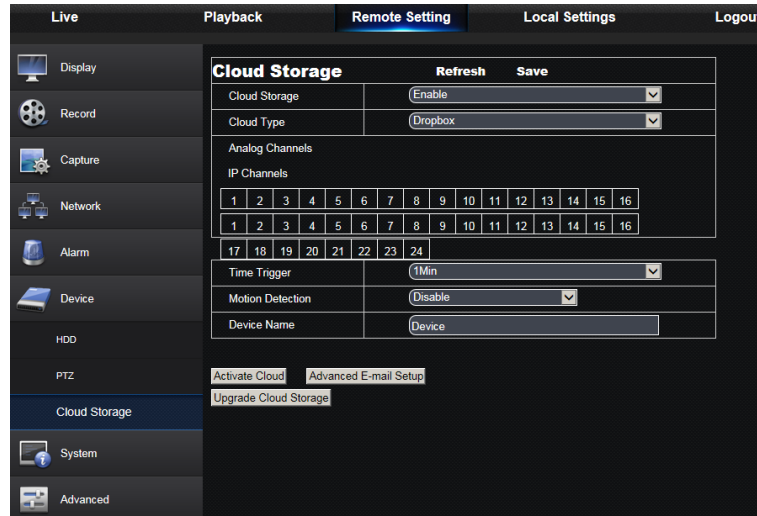 Live Playback Remote Setting Local Settings
Display
Record
Capture
Network
Alarm
Device
HDD
PTZ
Cloud Storage
System
Advanced
Cloud Storage Refresh Save
Cloud Storage Enable
Cloud Type Dropbox
Analog Channels
IP Channels
1 2 3 4 5 6 7 8 9 10 11 12 13 14 15 16
1 2 3 4 5 6 7 8 9 10 11 12 13 14 15 16
17 18 19 20 21 22 23 24
Time Trigger 1Min
Motion Detection Disable
Device Name Device
Activate Cloud Advanced E-mail Setup
Upgrade Cloud Storage